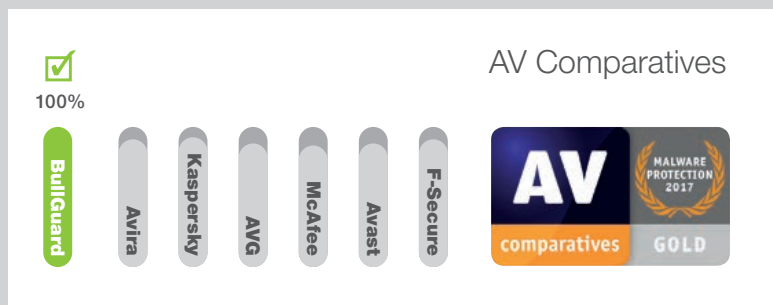 AV Comparatives
100%
BullGuard
Avira
Kaspersky
AVG
McAfee
Avast
F-Secure
AV
comparatives
MALWARE
PROTECTION
2017
GOLD